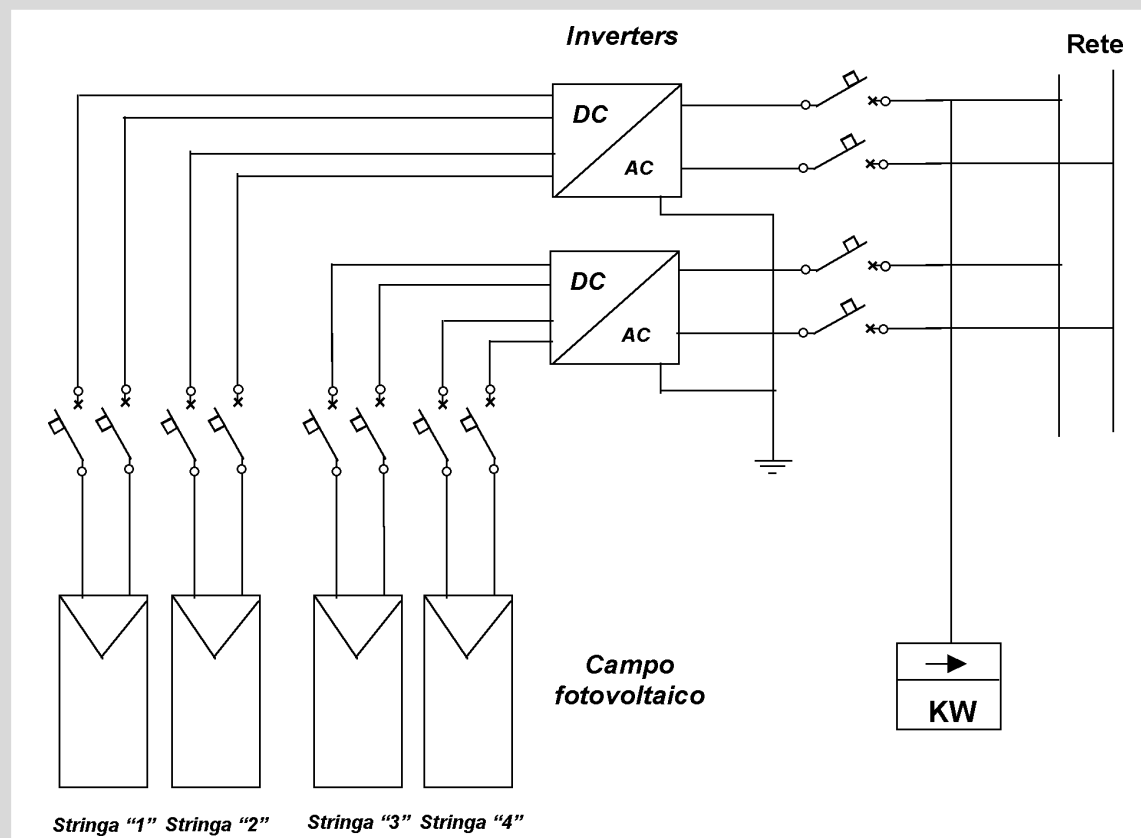 Inverters
Rete
DC
AC
DC
AC
Campo
fotovoltaico
KW
Stringa “1” Stringa “2” Stringa “3” Stringa “4”